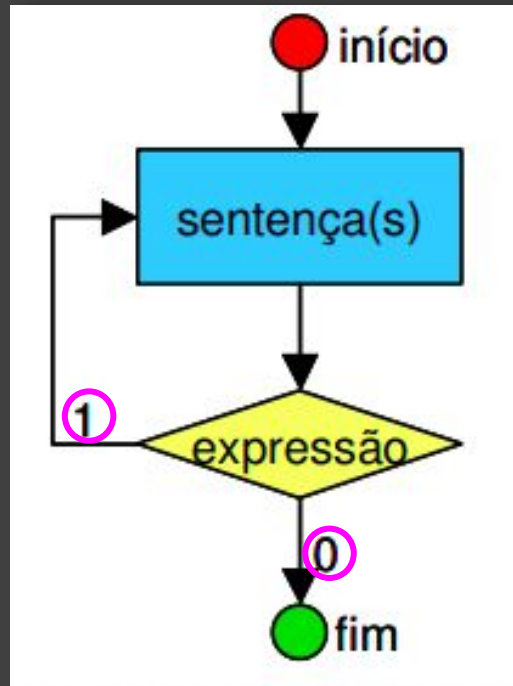 início
sentença(s)
1
expressão
0
fim